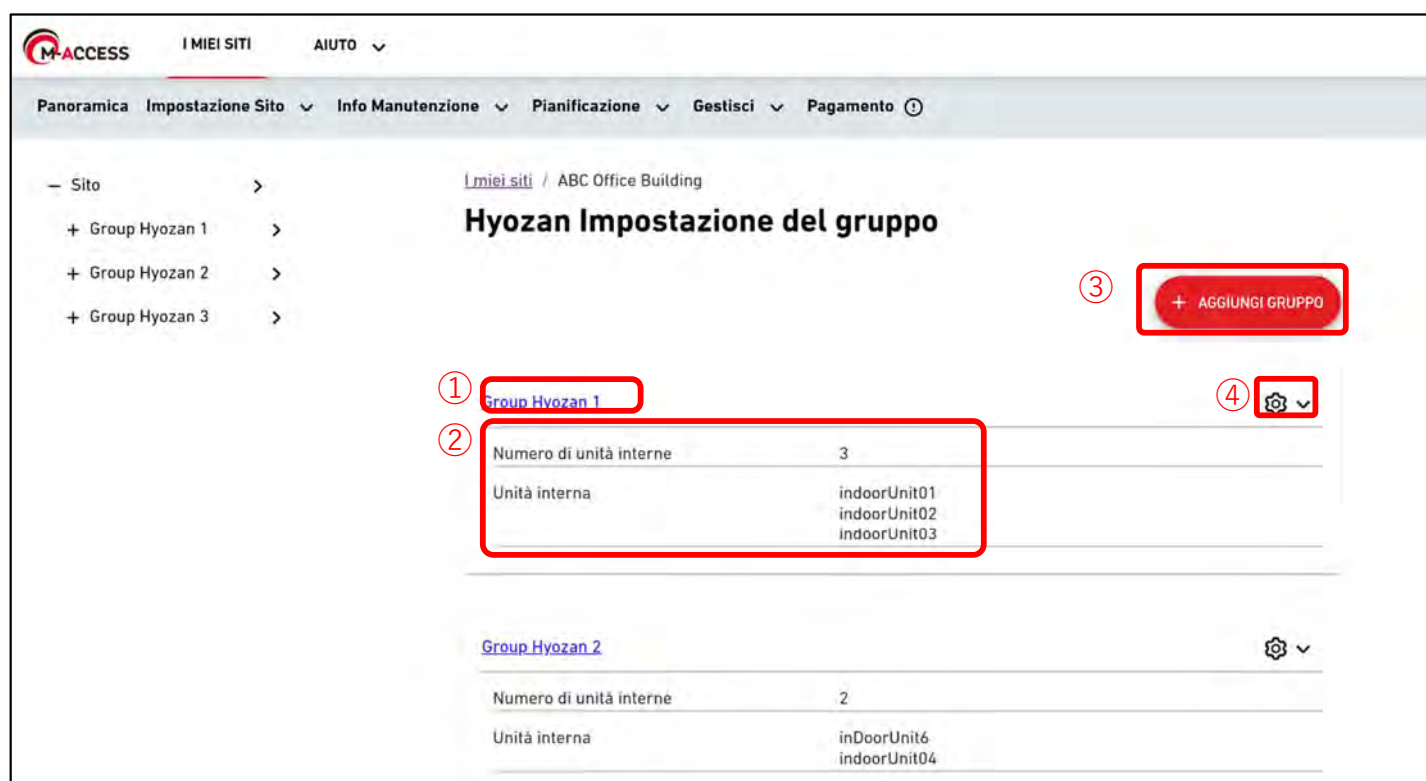 M-ACCESS I MIEI SITI AIUTO
Panoramica Impostazione Sito Info Manutenzione Pianificazione Gestisci Pagamento
— Sito
+ Group Hyozan 1
+ Group Hyozan 2
+ Group Hyozan 3
I miei siti / ABC Office Building
Hyozan Impostazione del gruppo
③ + AGGIUNGI GRUPPO
① Group Hyozan 1 ④
②
Numero di unità interne 3
Unità interna indoorUnit01
indoorUnit02
indoorUnit03
Group Hyozan 2
Numero di unità interne 2
Unità interna inDoorUnit6
indoorUnit04